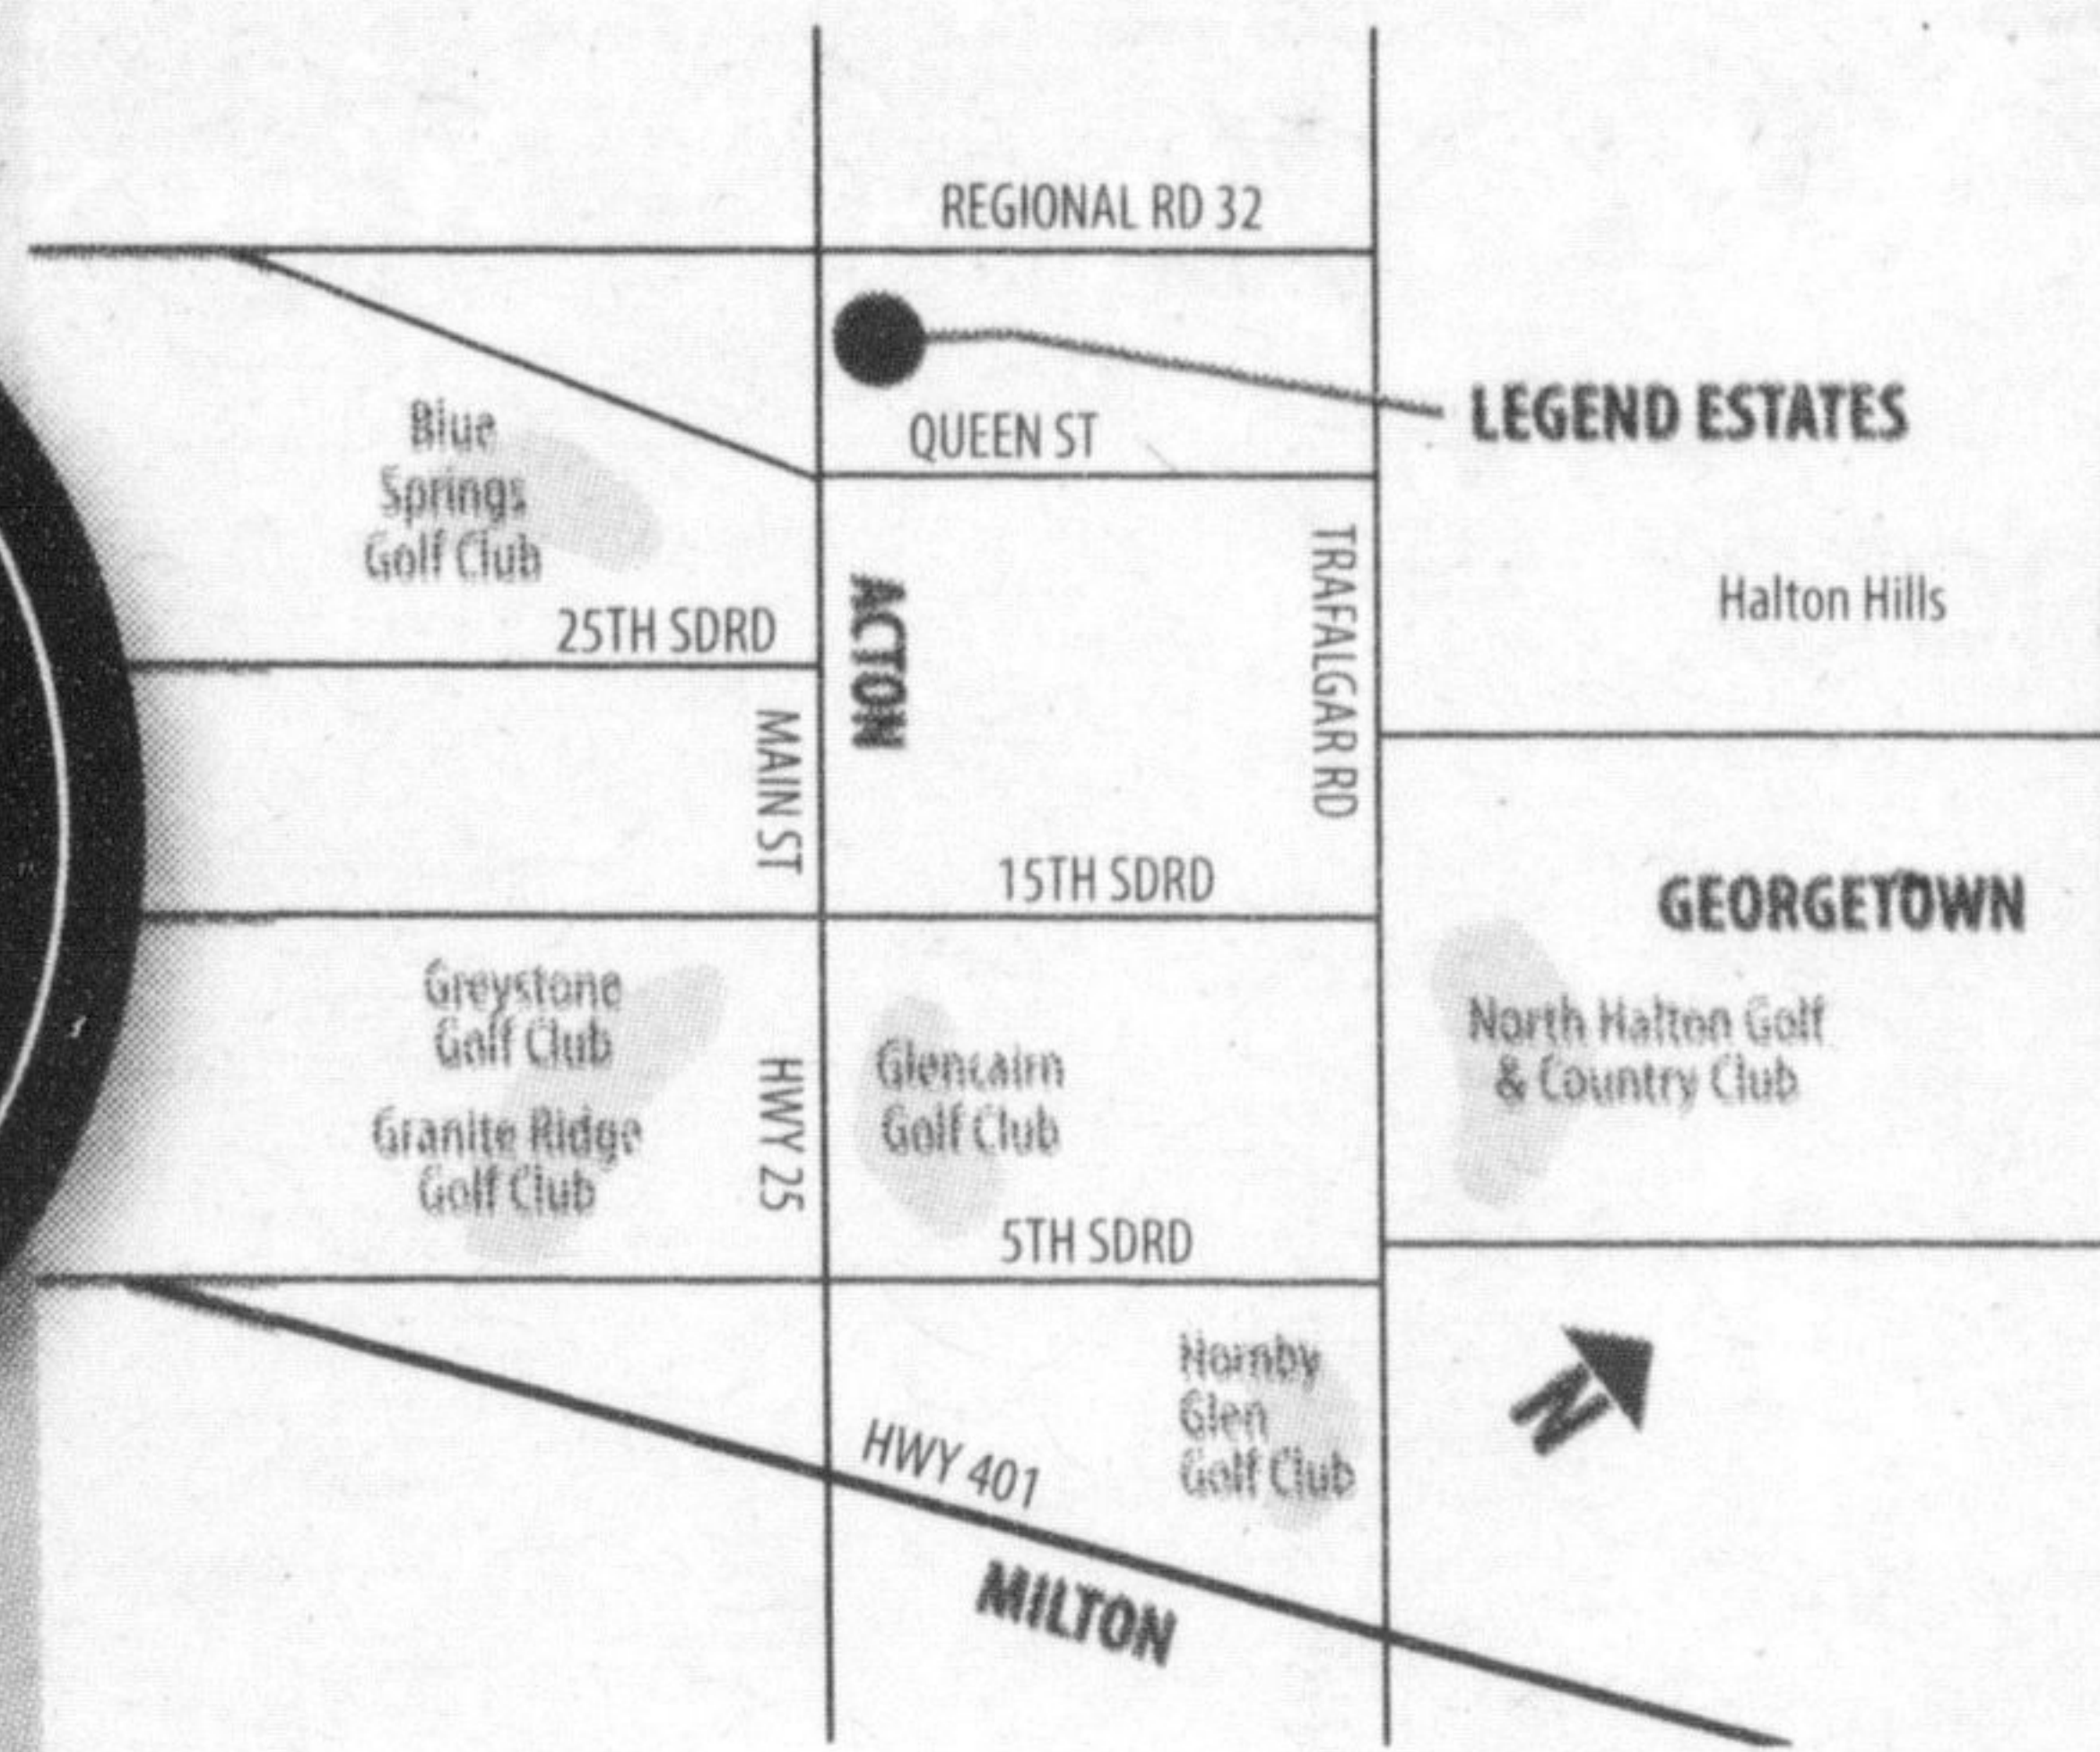 REGIONAL RD 32
LEGEND ESTATES
QUEEN ST
Blue
Springs
Golf Club
25TH SDRD
ACTON
TRAFALGAR RD
Halton Hills
MAIN ST
15TH SDRD
GEORGETOWN
Greystone
Golf Club
Granite Ridge
Golf Club
HWY 25
Glencairn
Golf Club
North Halton Golf
& Country Club
5TH SDRD
Hornby
Glen
Golf Club
N
HWY 401
MILTON